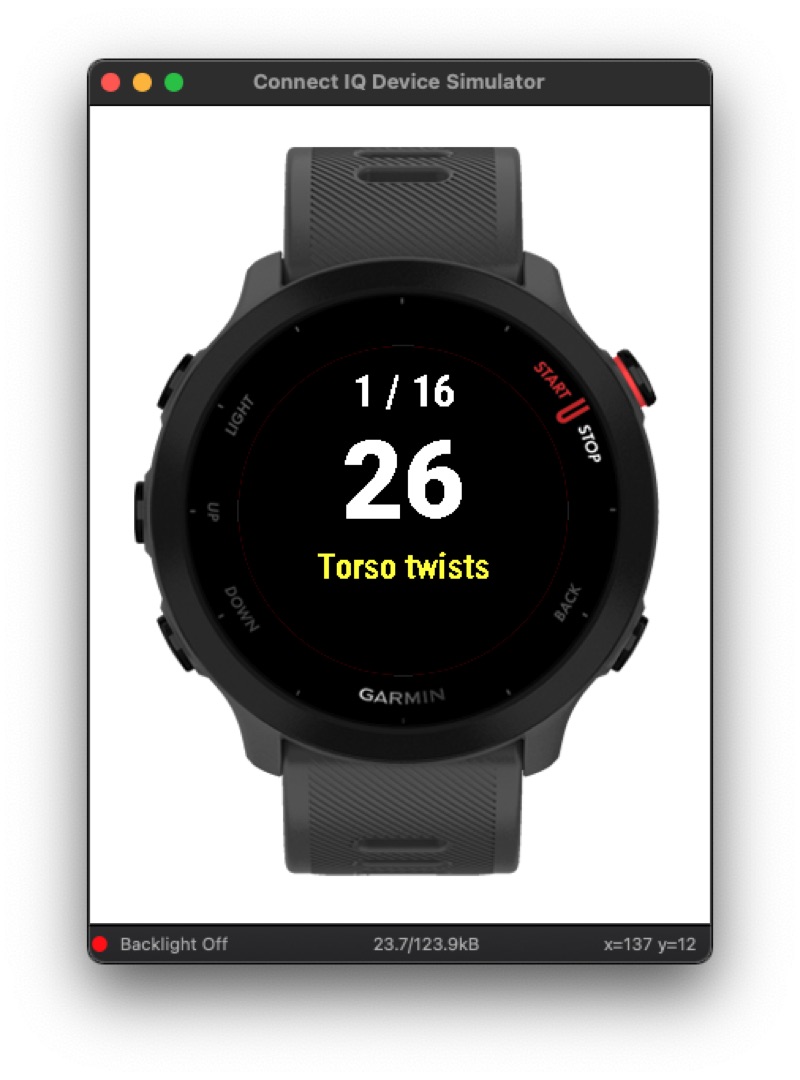 Connect IQ Device Simulator
1 / 16
START
STOP
LIGHT
26
UP
Torso twists
DOWN
BACK
GARMIN
Backlight Off
23.7/123.9kB
x=137 y=12